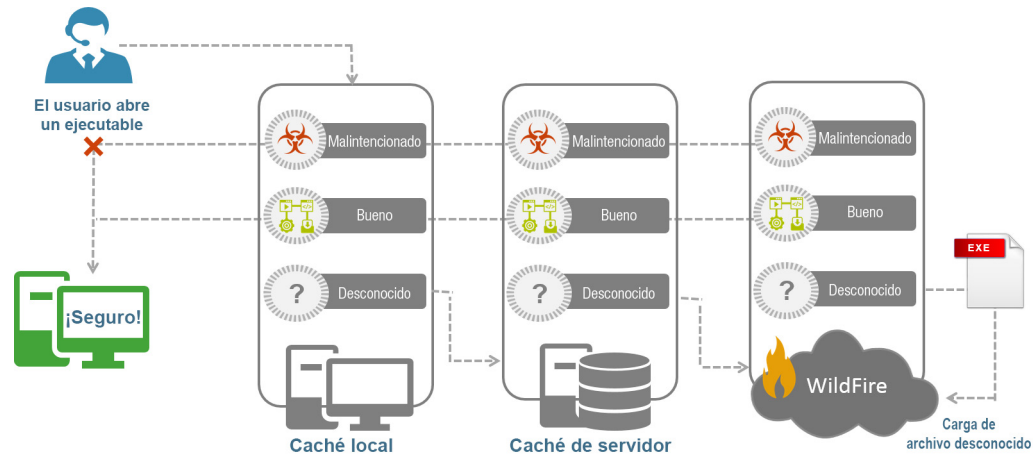 El usuario abre
un ejecutable
¡Seguro!
Malintencionado
Bueno
?
Desconocido
Caché local
Malintencionado
Bueno
?
Desconocido
Caché de servidor
Malintencionado
Bueno
?
Desconocido
WildFire
EXE
Carga de
archivo desconocido